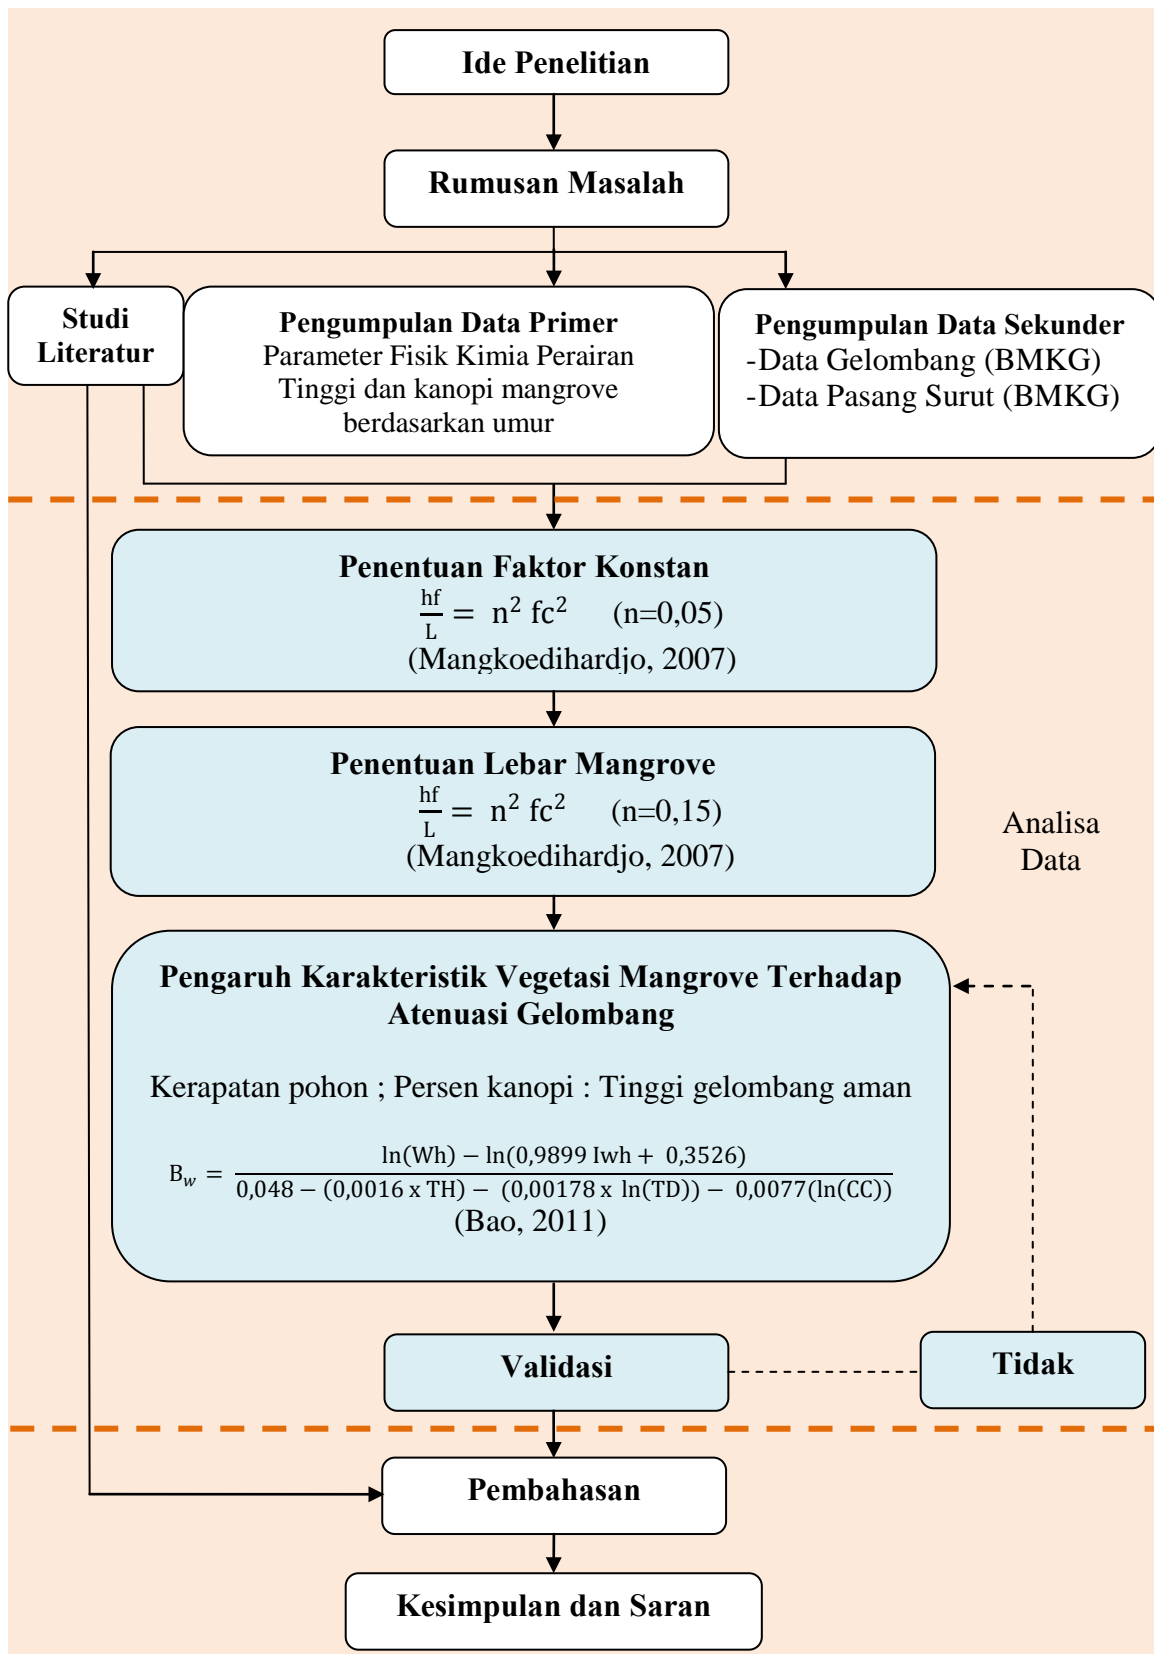 Ide Penelitian
Rumusan Masalah
Studi
Literatur
Pengumpulan Data Primer
Parameter Fisik Kimia Perairan
Tinggi dan kanopi mangrove
berdasarkan umur
Pengumpulan Data Sekunder
-Data Gelombang (BMKG)
-Data Pasang Surut (BMKG)
Penentuan Faktor Konstan
hf/L = n² fc² (n=0,05)
(Mangkoedihardjo, 2007)
Penentuan Lebar Mangrove
hf/L = n² fc² (n=0,15)
(Mangkoedihardjo, 2007)
Analisa
Data
Pengaruh Karakteristik Vegetasi Mangrove Terhadap
Atenuasi Gelombang
Kerapatan pohon ; Persen kanopi : Tinggi gelombang aman
B_w = ln(Wh) − ln(0,9899 Iwh + 0,3526) / 0,048 − (0,0016 x TH) − (0,00178 x ln(TD)) − 0,0077(ln(CC))
(Bao, 2011)
Validasi
Tidak
Pembahasan
Kesimpulan dan Saran